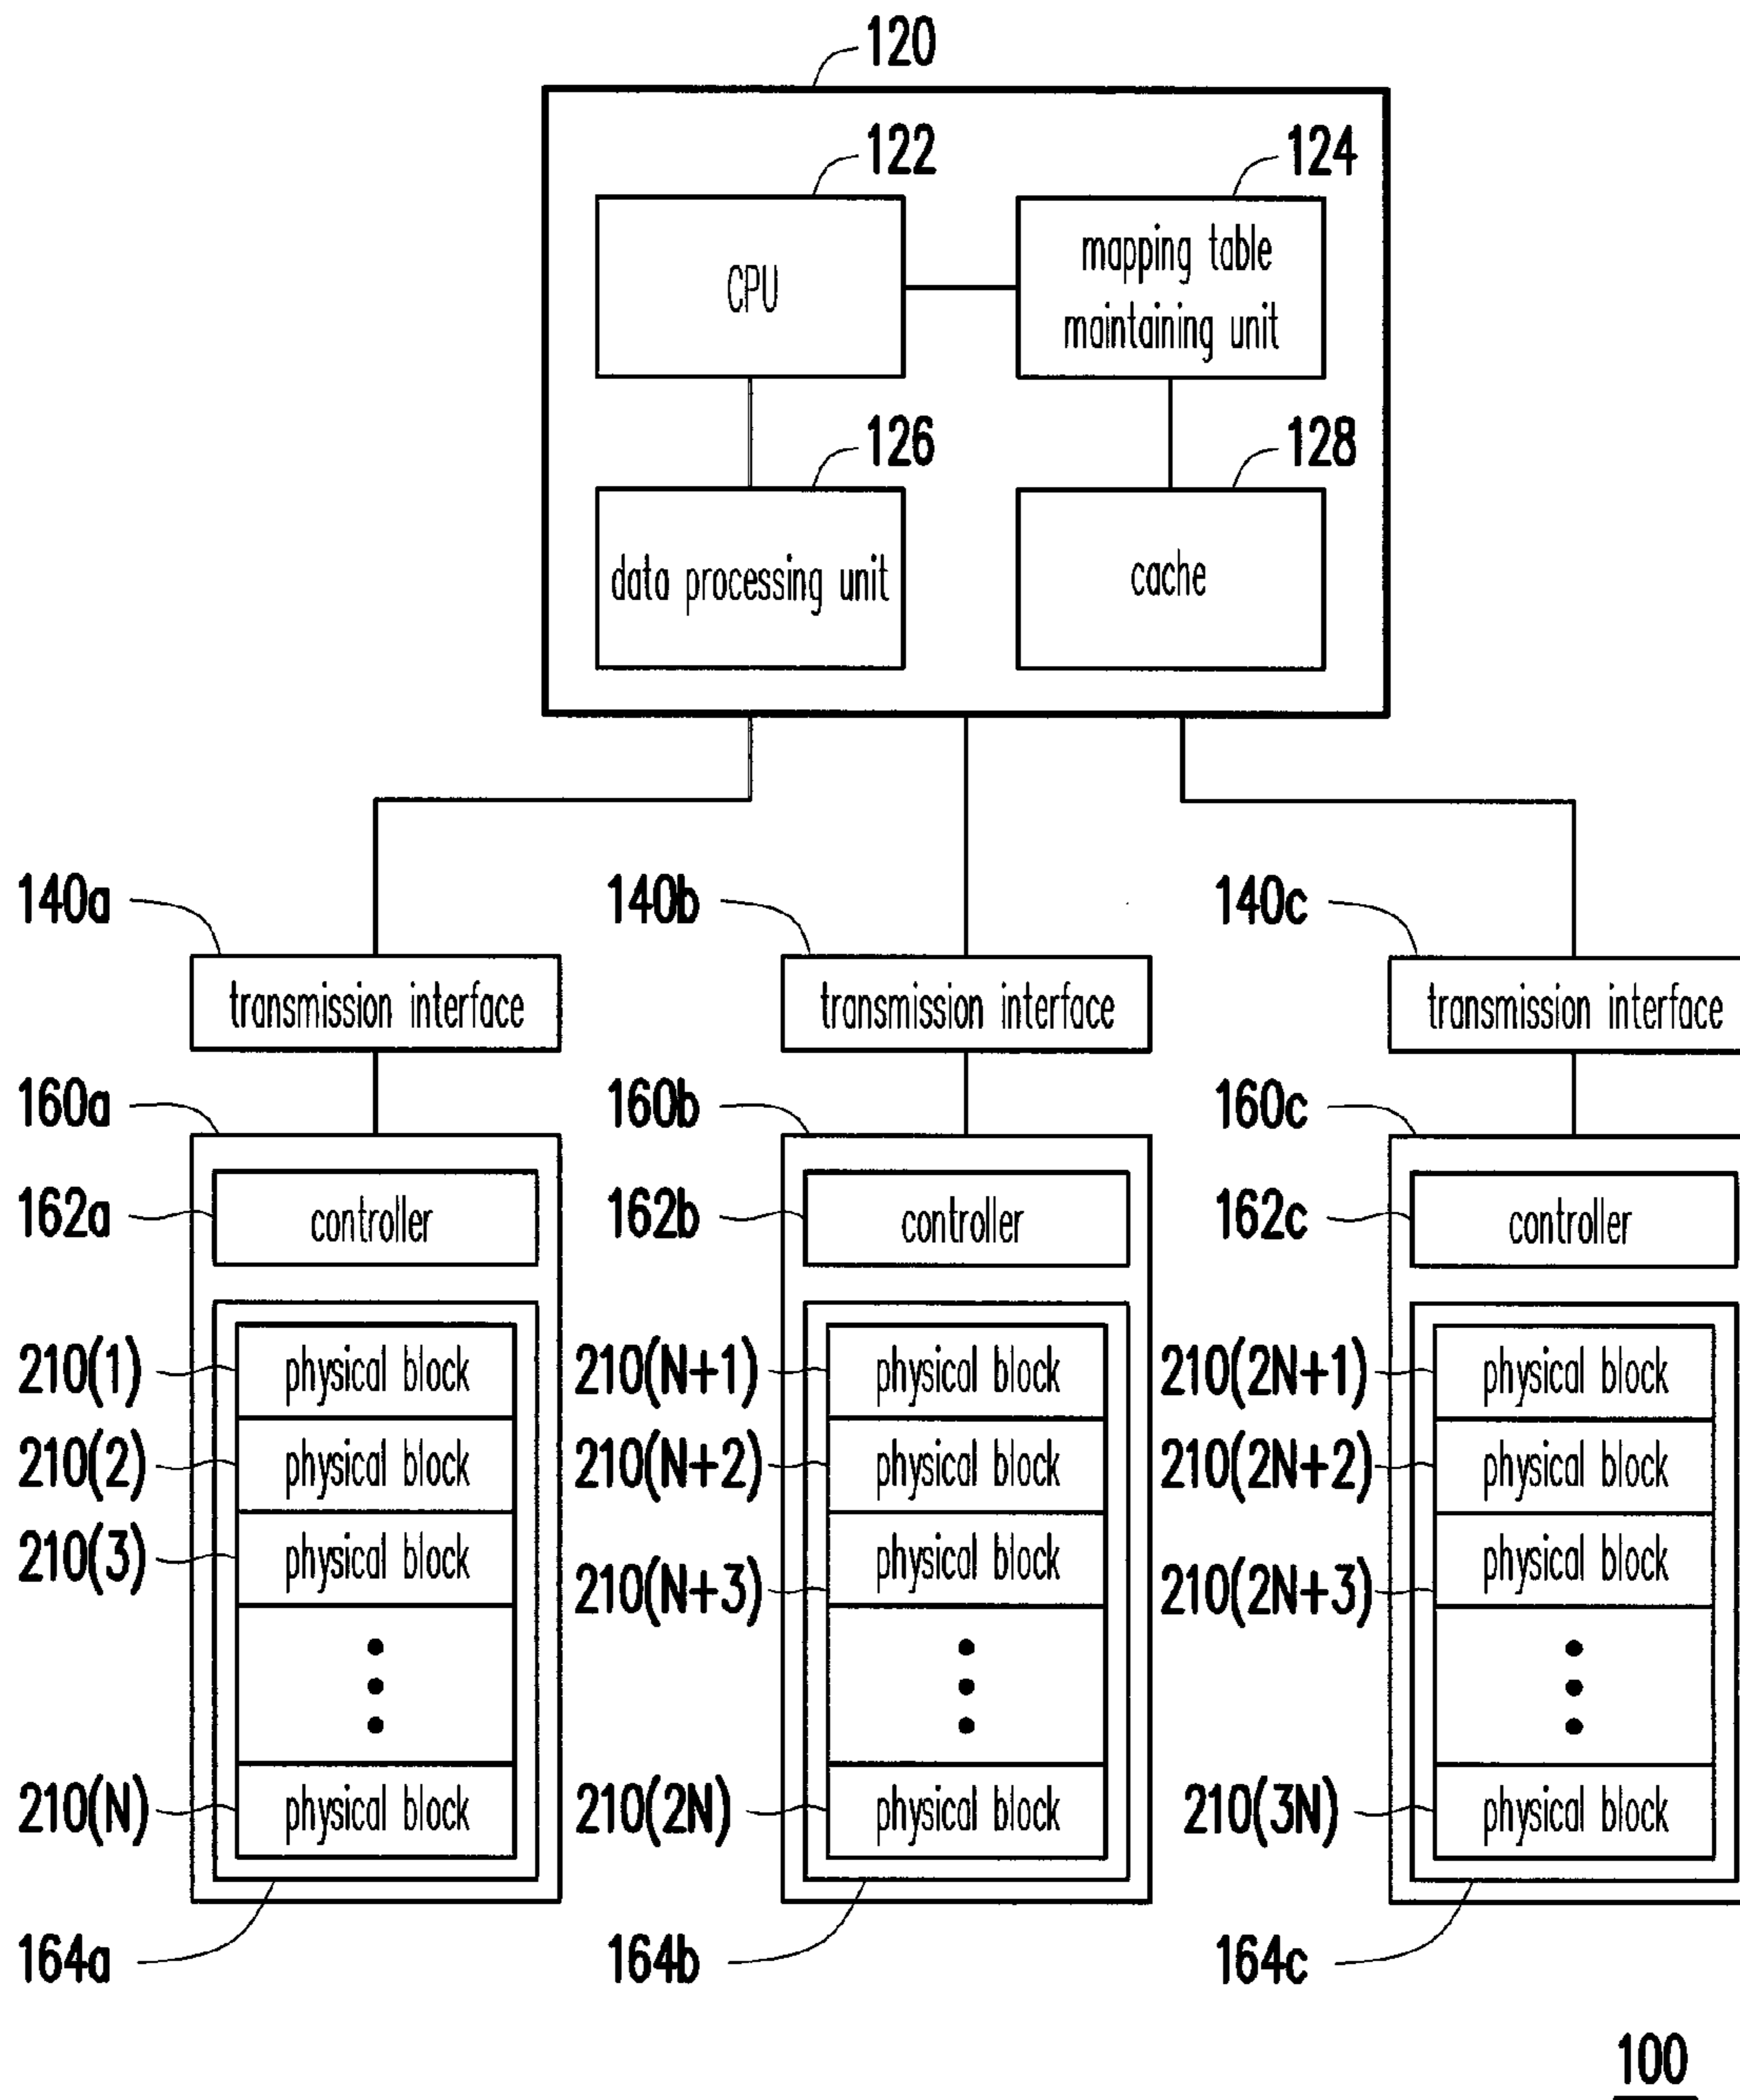 120
122
124
CPU
mapping table
maintaining unit
126
128
data processing unit
cache
140a
140b
140c
transmission interface
transmission interface
transmission interface
160a
160b
160c
162a
controller
162b
controller
162c
controller
210(1)
physical block
210(N+1)
physical block
210(2N+1)
physical block
210(2)
physical block
210(N+2)
physical block
210(2N+2)
physical block
210(3)
physical block
210(N+3)
physical block
210(2N+3)
physical block
210(N)
physical block
210(2N)
physical block
210(3N)
physical block
164a
164b
164c
100